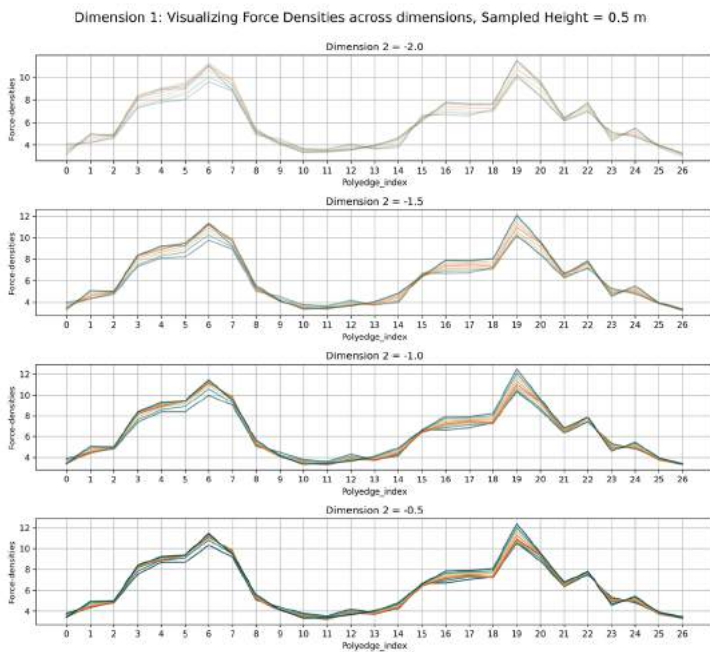 Dimension 1: Visualizing Force Densities across dimensions, Sampled Height = 0.5 m
Dimension 2 = -2.0
10
8
6
4
Force-densities
0 1 2 3 4 5 6 7 8 9 10 11 12 13 14 15 16 17 18 19 20 21 22 23 24 25 26
Polyedge_index
Dimension 2 = -1.5
12
10
8
6
4
Force-densities
0 1 2 3 4 5 6 7 8 9 10 11 12 13 14 15 16 17 18 19 20 21 22 23 24 25 26
Polyedge_index
Dimension 2 = -1.0
12
10
8
6
4
Force-densities
0 1 2 3 4 5 6 7 8 9 10 11 12 13 14 15 16 17 18 19 20 21 22 23 24 25 26
Polyedge_index
Dimension 2 = -0.5
12
10
8
6
4
Force-densities
0 1 2 3 4 5 6 7 8 9 10 11 12 13 14 15 16 17 18 19 20 21 22 23 24 25 26
Polyedge_index